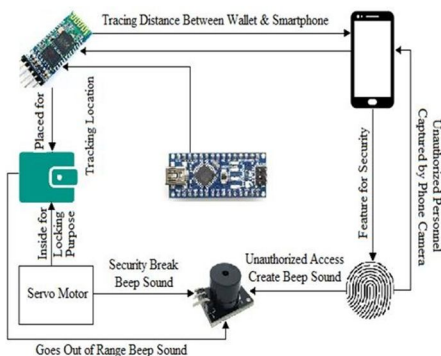 Tracing Distance Between Wallet & Smartphone
Placed for
Tracking Location
Inside for
Locking
Purpose
Feature for Security
Unauthorized Personnel
Captured by Phone Camera
Servo Motor
Security Break
Beep Sound
Unauthorized Access
Create Beep Sound
Goes Out of Range Beep Sound